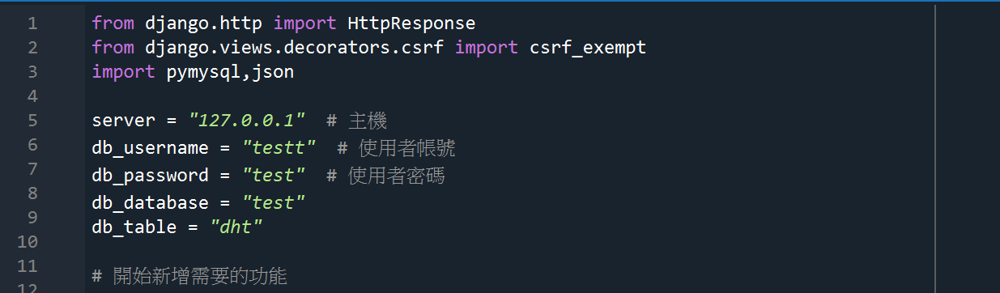 1 from django.http import HttpResponse
2 from django.views.decorators.csrf import csrf_exempt
3 import pymysql,json
4
5 server = "127.0.0.1"  # 主機
6 db_username = "testt"  # 使用者帳號
7 db_password = "test"  # 使用者密碼
8 db_database = "test"
9 db_table = "dht"
10
11 # 開始新增需要的功能
12